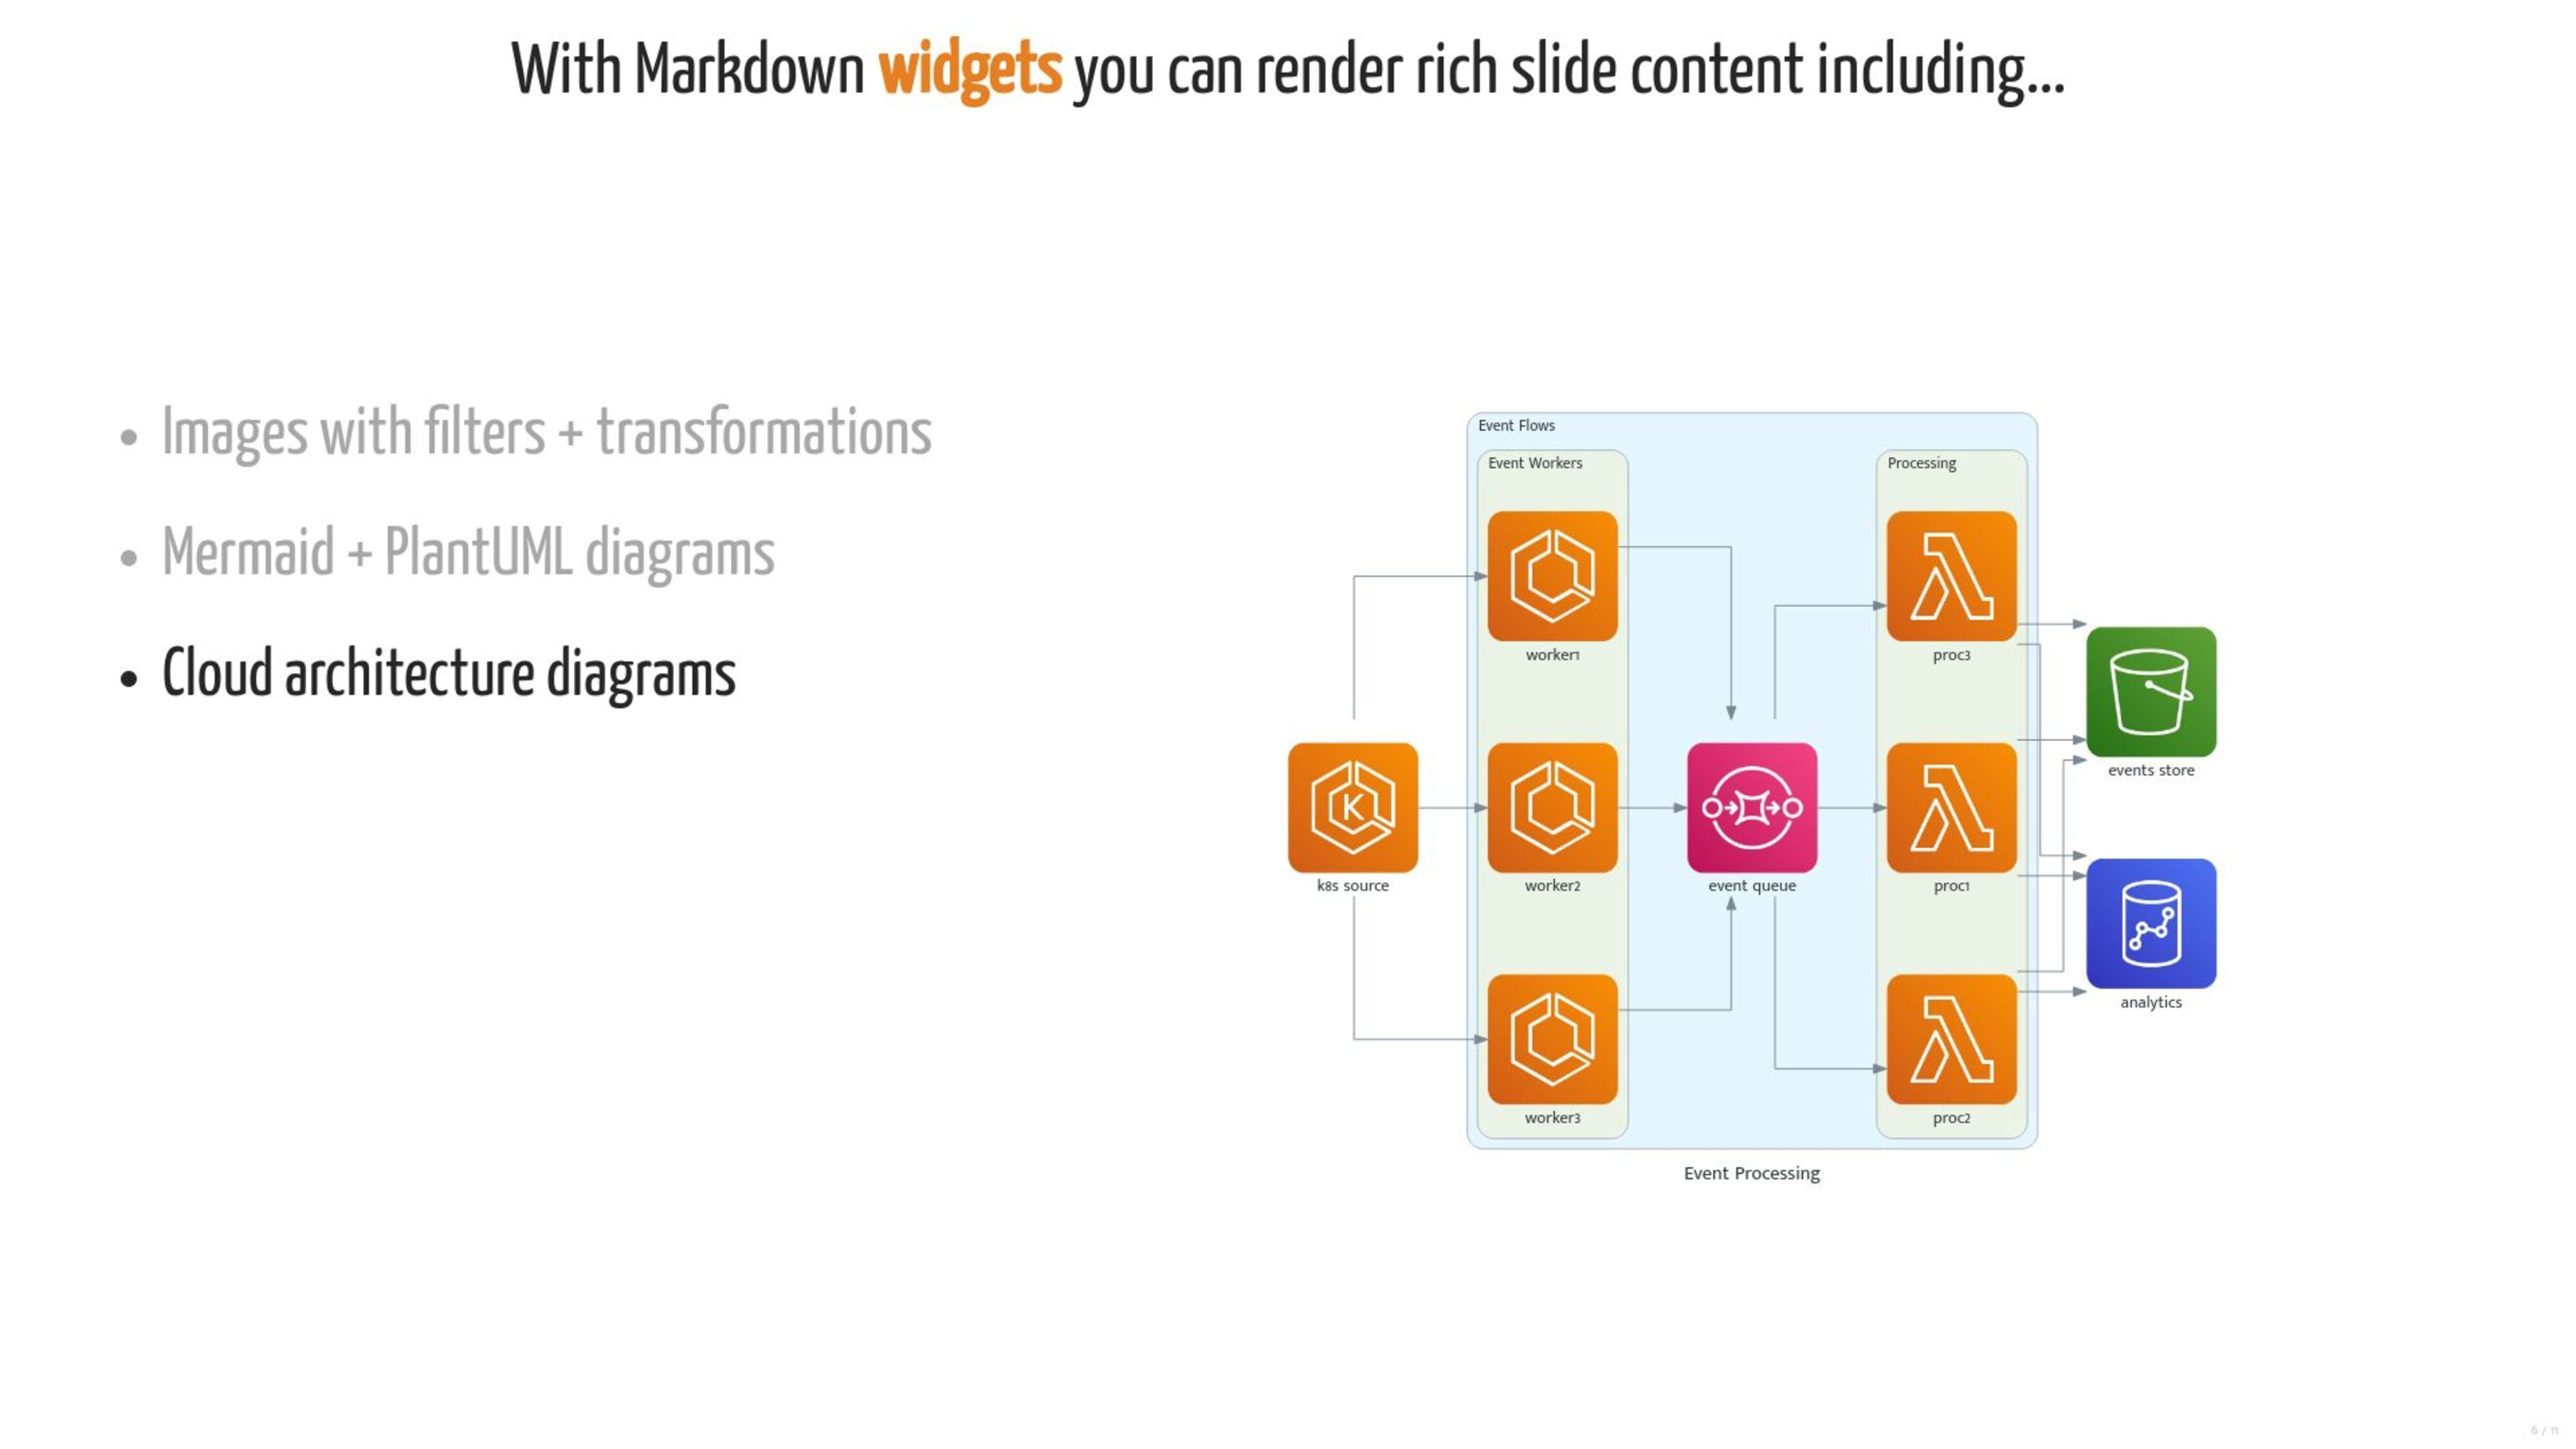 With Markdown widgets you can render rich slide content including...
• Images with filters + transformations
• Mermaid + PlantUML diagrams
• Cloud architecture diagrams
Event Flows
Event Workers
Processing
worker1
proc3
events store
K
k8s source
worker2
event queue
proc1
analytics
worker3
proc2
Event Processing
6 / 11